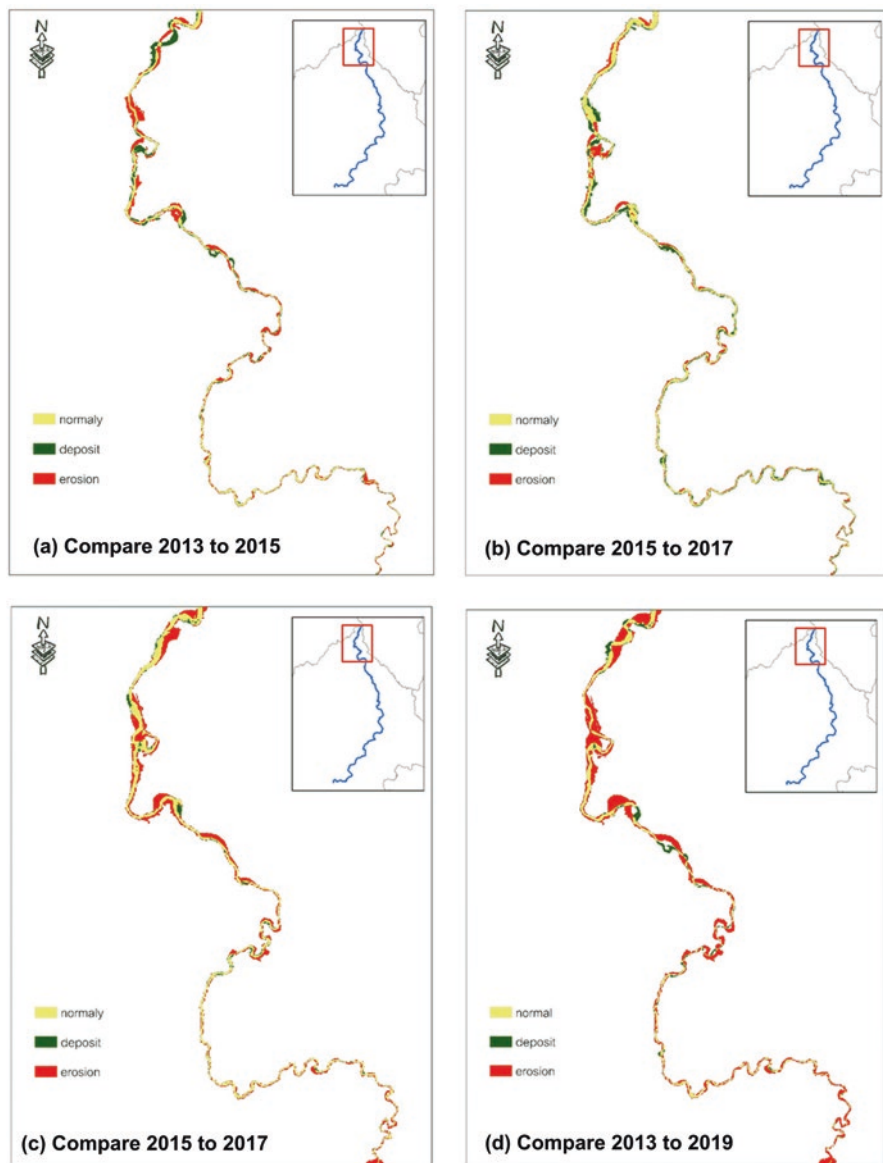 N
normaly
deposit
erosion
(a) Compare 2013 to 2015
N
normaly
deposit
erosion
(b) Compare 2015 to 2017
N
normaly
deposit
erosion
(c) Compare 2015 to 2017
N
normal
deposit
erosion
(d) Compare 2013 to 2019